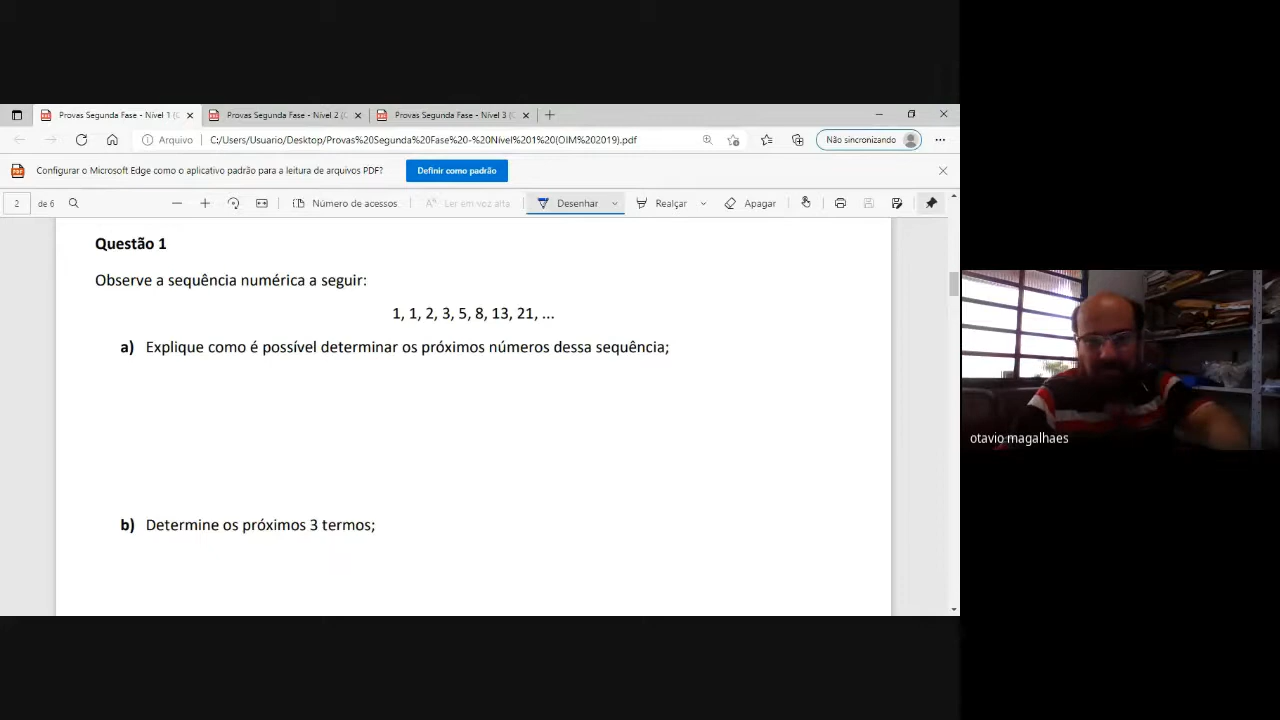 Provas Segunda Fase - Nível 1 (
Provas Segunda Fase - Nível 2 (
Provas Segunda Fase - Nível 3 (
Arquivo
C:/Users/Usuario/Desktop/Provas%20Segunda%20Fase%20-%20Nível%201%20(OIM%202019).pdf
Não sincronizando
Configurar o Microsoft Edge como o aplicativo padrão para a leitura de arquivos PDF?
Definir como padrão
2 de 6
Número de acessos
Ler em voz alta
Desenhar
Realçar
Apagar
Questão 1
Observe a sequência numérica a seguir:
1, 1, 2, 3, 5, 8, 13, 21, ...
a) Explique como é possível determinar os próximos números dessa sequência;
b) Determine os próximos 3 termos;
otavio magalhaes